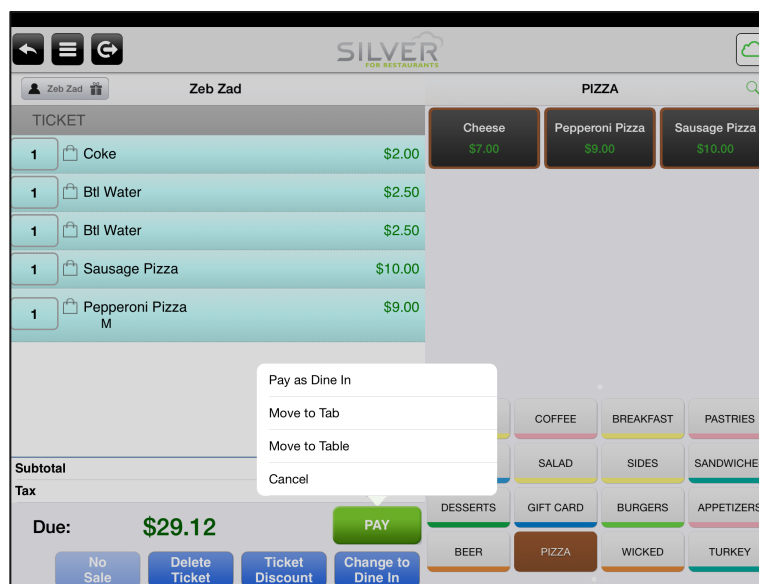 SILVER
FOR RESTAURANTS
Zeb Zad
Zeb Zad
PIZZA
TICKET
1 Coke $2.00
1 Btl Water $2.50
1 Btl Water $2.50
1 Sausage Pizza $10.00
1 Pepperoni Pizza $9.00
M
Cheese
$7.00
Pepperoni Pizza
$9.00
Sausage Pizza
$10.00
Pay as Dine In
Move to Tab
Move to Table
Cancel
Subtotal
Tax
Due: $29.12
PAY
No
Sale
Delete
Ticket
Ticket
Discount
Change to
Dine In
COFFEE
BREAKFAST
PASTRIES
SALAD
SIDES
SANDWICHE
DESSERTS
GIFT CARD
BURGERS
APPETIZERS
BEER
PIZZA
WICKED
TURKEY